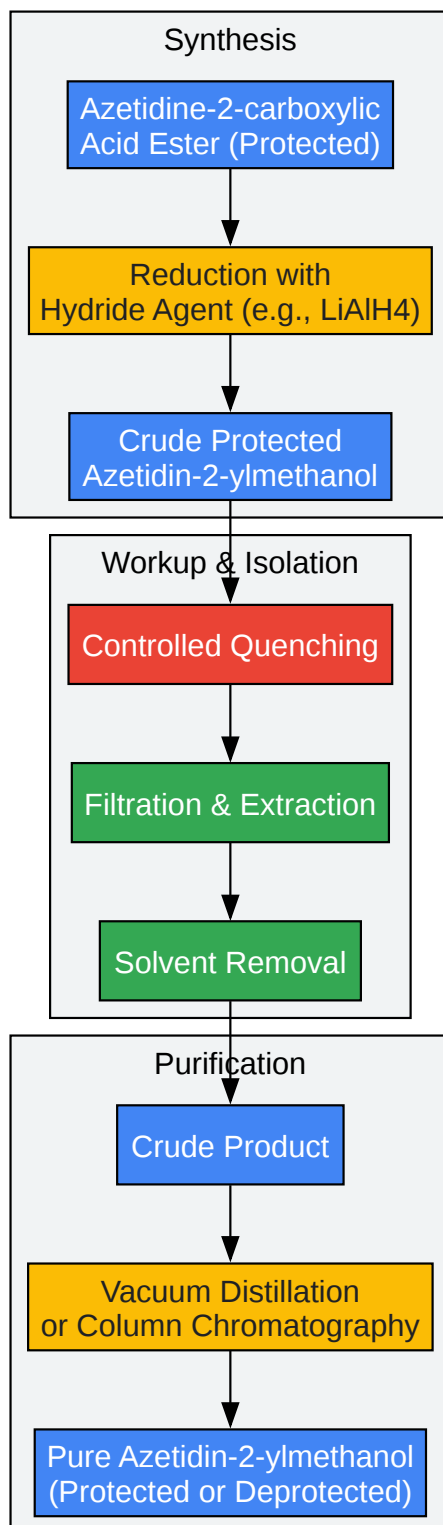 Synthesis
Azetidine-2-carboxylic
Acid Ester (Protected)
Reduction with
Hydride Agent (e.g., LiAlH4)
Crude Protected
Azetidin-2-ylmethanol
Workup & Isolation
Controlled Quenching
Filtration & Extraction
Solvent Removal
Purification
Crude Product
Vacuum Distillation
or Column Chromatography
Pure Azetidin-2-ylmethanol
(Protected or Deprotected)